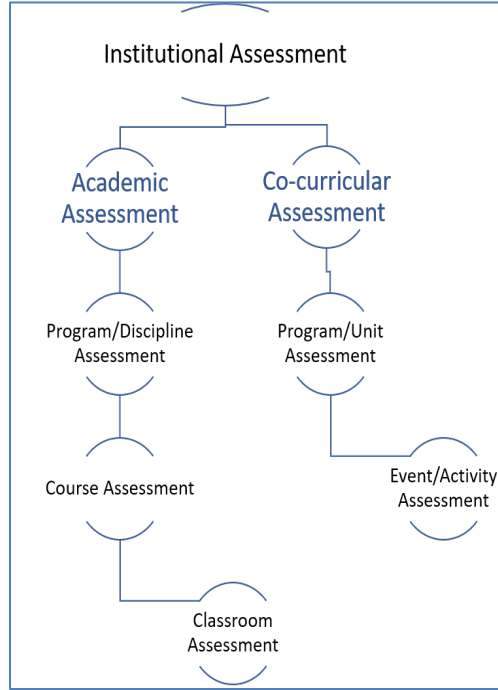 Institutional Assessment
Academic
Assessment
Co-curricular
Assessment
Program/Discipline
Assessment
Program/Unit
Assessment
Course Assessment
Event/Activity
Assessment
Classroom
Assessment